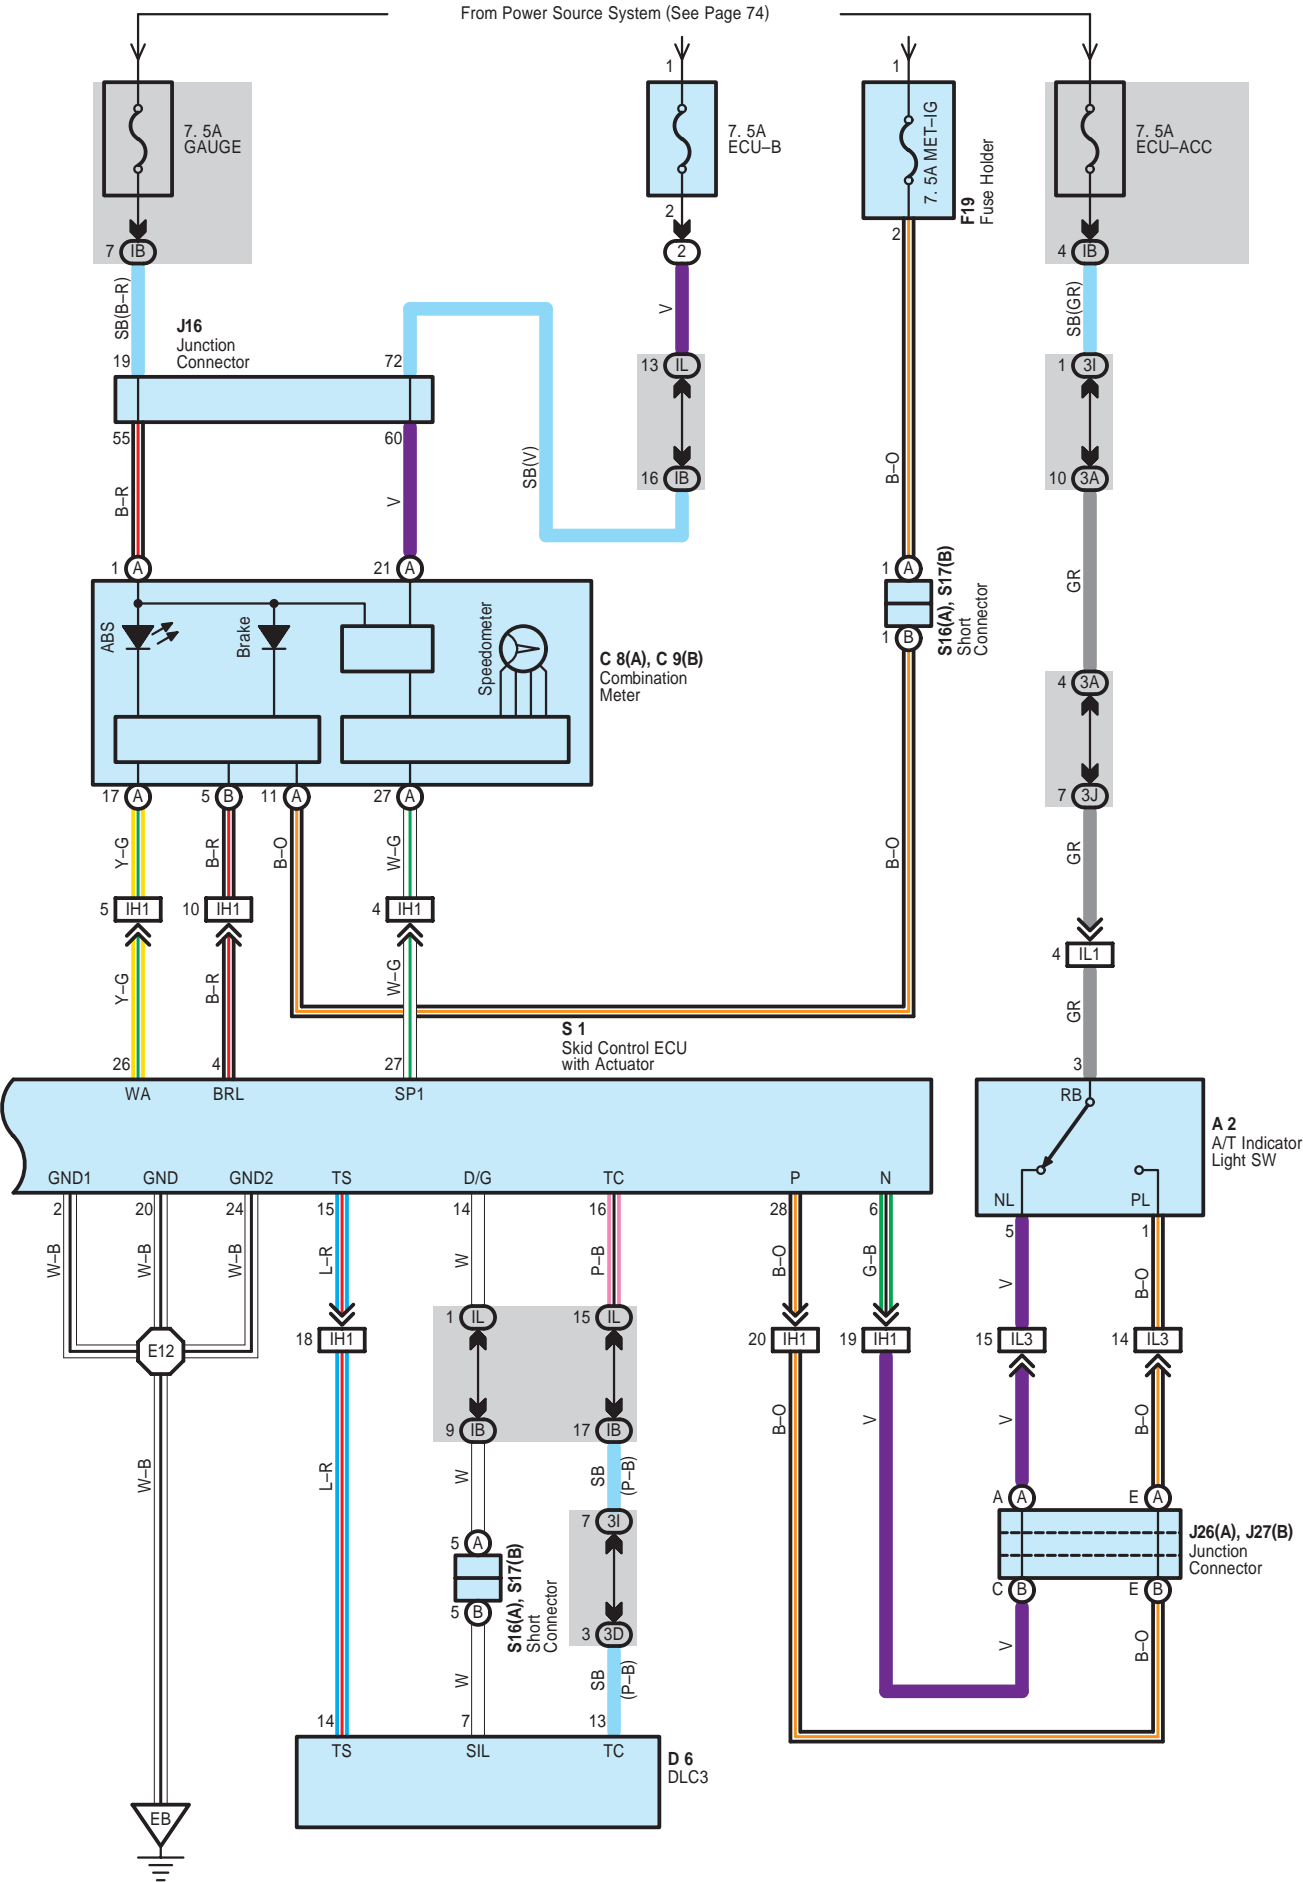 From Power Source System (See Page 74)
1
1
7. 5A
GAUGE
7. 5A
ECU–B
7. 5A MET–IG
F19
Fuse Holder
7. 5A
ECU–ACC
2
2
7 IB
2
4 IB
SB(B–R)
V
SB(GR)
J16
Junction
Connector
19
72
13 IL
1 3I
55
60
SB(V)
B–O
16 IB
10 3A
B–R
V
1 A
21 A
1 A
S16(A), S17(B)
Short
Connector
1 B
GR
ABS
Brake
Speedometer
C 8(A), C 9(B)
Combination
Meter
4 3A
7 3J
17 A
5 B
11 A
27 A
Y–G
B–R
B–O
W–G
B–O
GR
5 IH1
10 IH1
4 IH1
4 IL1
Y–G
B–R
W–G
GR
S 1
Skid Control ECU
with Actuator
26
4
27
3
WA
BRL
SP1
RB
A 2
A/T Indicator
Light SW
GND1
GND
GND2
TS
D/G
TC
P
N
NL
PL
2
20
24
15
14
16
28
6
5
1
W–B
W–B
W–B
L–R
W
P–B
B–O
G–B
V
B–O
1 IL
15 IL
E12
18 IH1
20 IH1
19 IH1
15 IL3
14 IL3
9 IB
17 IB
B–O
V
V
B–O
W–B
L–R
W
SB
(P–B)
A A
E A
7 3I
J26(A), J27(B)
Junction
Connector
5 A
S16(A), S17(B)
Short
Connector
5 B
C B
E B
3 3D
V
B–O
W
SB
(P–B)
14
7
13
TS
SIL
TC
D 6
DLC3
EB